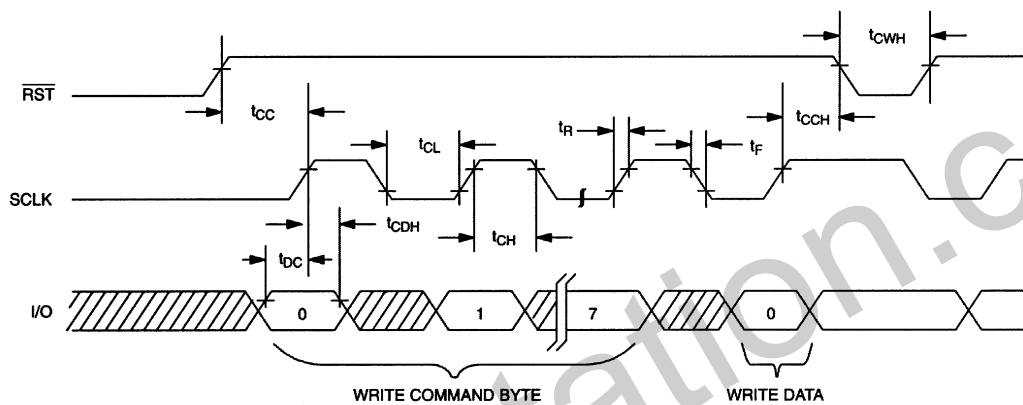 tCWH
RST
tCC
tCCH
tCL
tR
tF
SCLK
tCDH
tCH
tDC
I/O
0
1
7
0
WRITE COMMAND BYTE
WRITE DATA